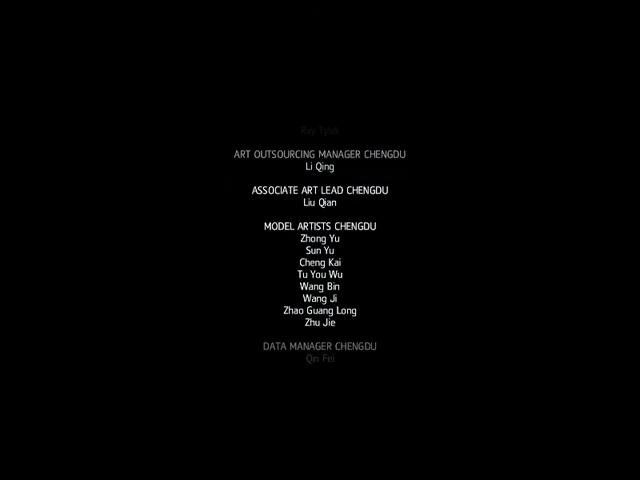 ART OUTSOURCING MANAGER CHENGDU
Li Qing
ASSOCIATE ART LEAD CHENGDU
Liu Qian
MODEL ARTISTS CHENGDU
Zhong Yu
Sun Yu
Cheng Kai
Tu You Wu
Wang Bin
Wang Ji
Zhao Guang Long
Zhu Jie
DATA MANAGER CHENGDU
Qin Fei